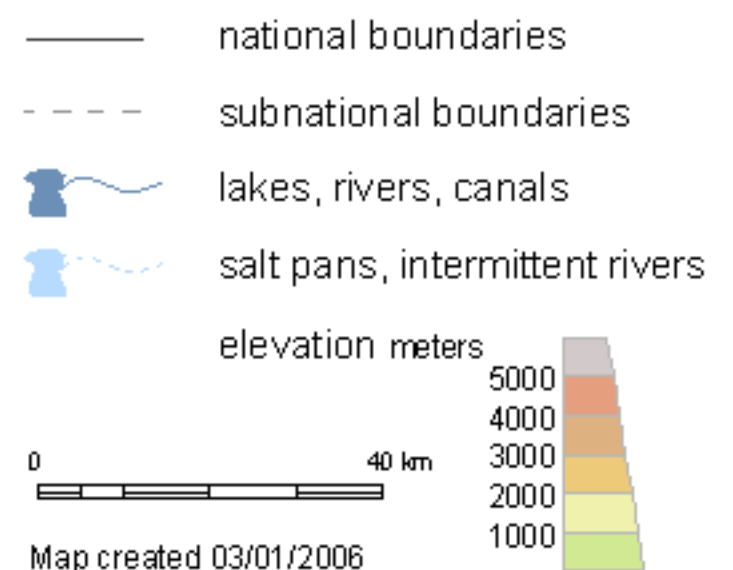 national boundaries
subnational boundaries
lakes, rivers, canals
salt pans, intermittent rivers
elevation meters
5000
4000
3000
2000
1000
0 40 km
Map created 03/01/2006